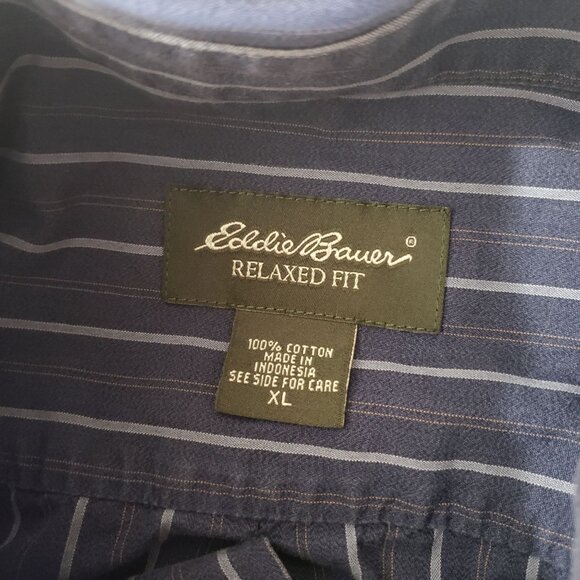 Eddie Bauer®
RELAXED FIT
100% COTTON
MADE IN
INDONESIA
SEE SIDE FOR CARE
XL